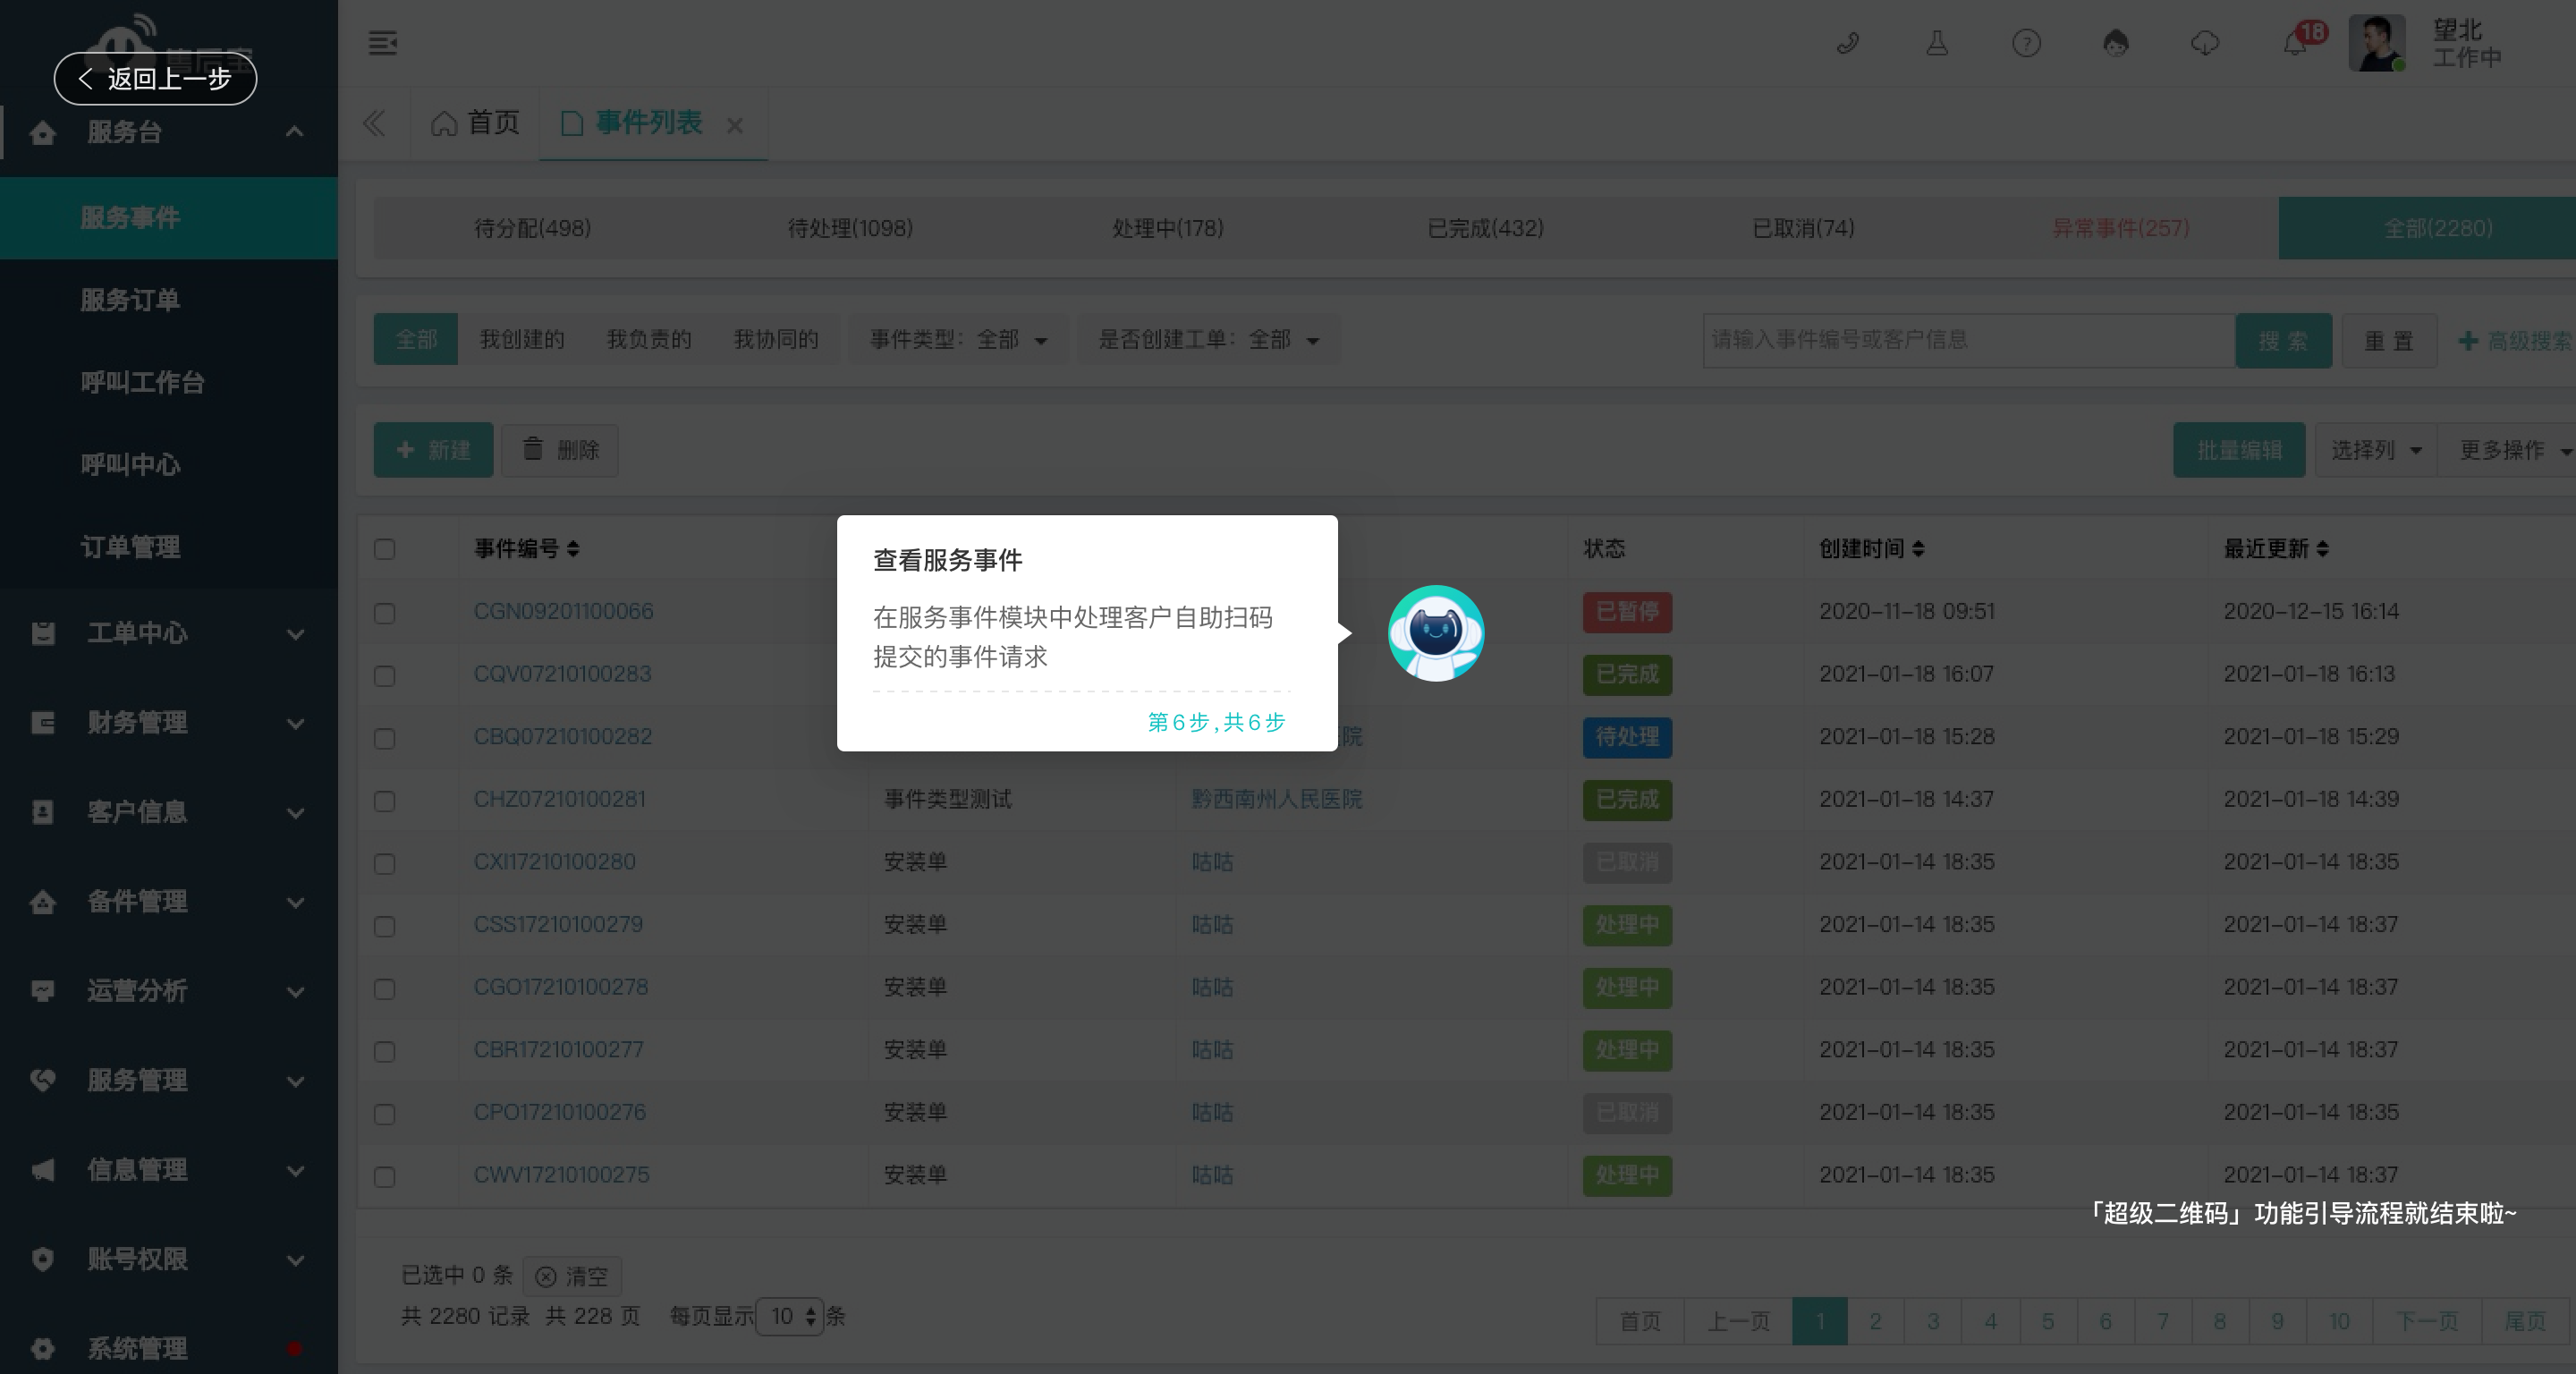 售后宝
返回上一步
望北
工作中
18
首页
事件列表
服务台
服务事件
服务订单
呼叫工作台
呼叫中心
订单管理
工单中心
财务管理
客户信息
备件管理
运营分析
服务管理
信息管理
账号权限
系统管理
待分配(498) 待处理(1098) 处理中(178) 已完成(432) 已取消(74) 异常事件(257) 全部(2280)
全部 我创建的 我负责的 我协同的 事件类型：全部 是否创建工单：全部 请输入事件编号或客户信息 搜 索 重 置 高级搜索
新建 删除 批量编辑 选择列 更多操作
事件编号 状态 创建时间 最近更新
CGN09201100066 已暂停 2020-11-18 09:51 2020-12-15 16:14
CQV07210100283 已完成 2021-01-18 16:07 2021-01-18 16:13
CBQ07210100282 院 待处理 2021-01-18 15:28 2021-01-18 15:29
CHZ07210100281 事件类型测试 黔西南州人民医院 已完成 2021-01-18 14:37 2021-01-18 14:39
CXI17210100280 安装单 咕咕 已取消 2021-01-14 18:35 2021-01-14 18:35
CSS17210100279 安装单 咕咕 处理中 2021-01-14 18:35 2021-01-14 18:37
CGO17210100278 安装单 咕咕 处理中 2021-01-14 18:35 2021-01-14 18:37
CBR17210100277 安装单 咕咕 处理中 2021-01-14 18:35 2021-01-14 18:37
CPO17210100276 安装单 咕咕 已取消 2021-01-14 18:35 2021-01-14 18:35
CWV17210100275 安装单 咕咕 处理中 2021-01-14 18:35 2021-01-14 18:37
查看服务事件
在服务事件模块中处理客户自助扫码
提交的事件请求
第6步,共6步
「超级二维码」功能引导流程就结束啦~
已选中 0 条 清空
共 2280 记录 共 228 页 每页显示 10 条
首页 上一页 1 2 3 4 5 6 7 8 9 10 下一页 尾页